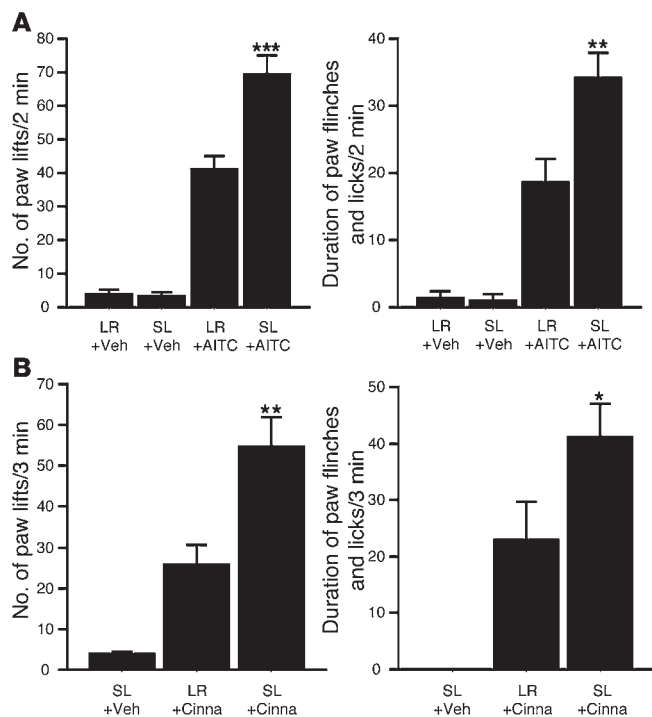 A
No. of paw lifts/2 min
80
70
60
50
40
30
20
10
0
***
LR
+Veh
SL
+Veh
LR
+AITC
SL
+AITC
Duration of paw flinches
and licks/2 min
40
30
20
10
0
**
LR
+Veh
SL
+Veh
LR
+AITC
SL
+AITC
B
No. of paw lifts/3 min
70
60
50
40
30
20
10
0
**
SL
+Veh
LR
+Cinna
SL
+Cinna
Duration of paw flinches
and licks/3 min
50
40
30
20
10
0
*
SL
+Veh
LR
+Cinna
SL
+Cinna